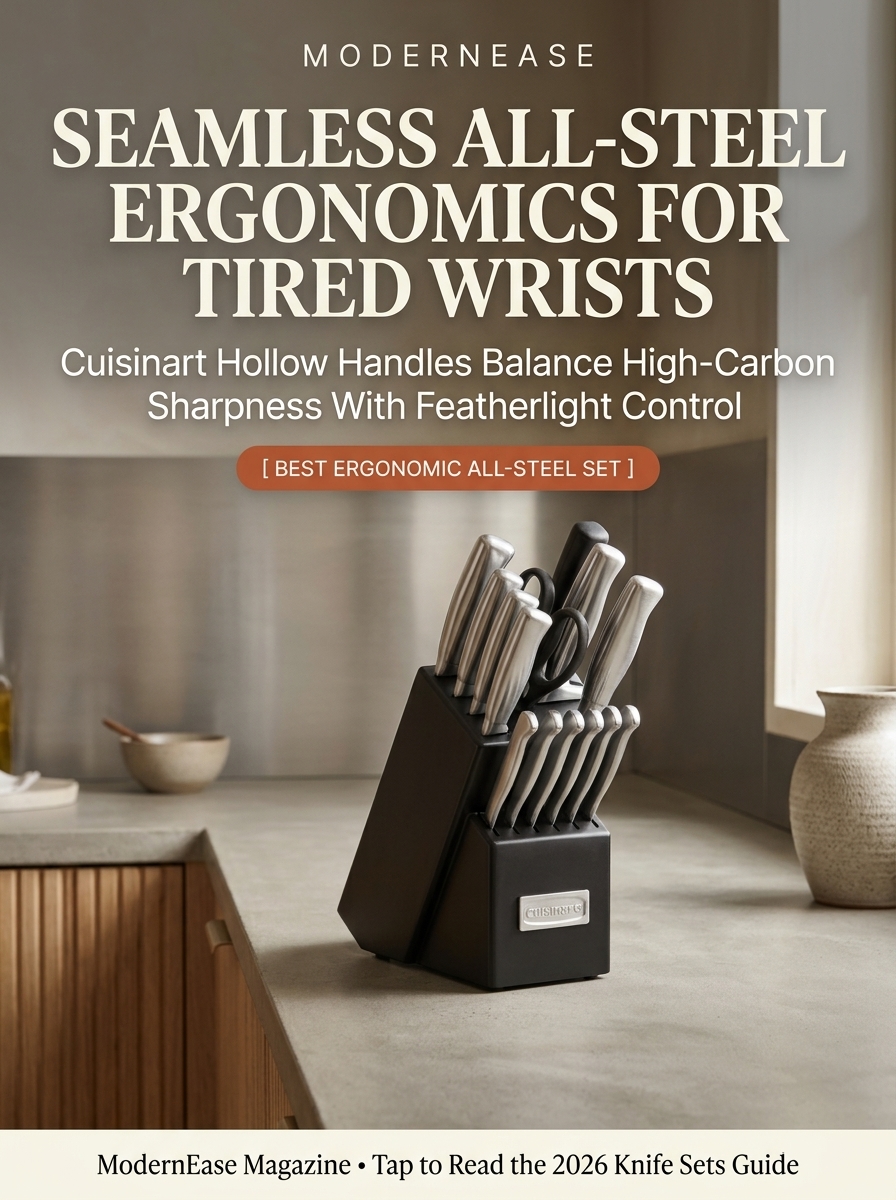 MODERNEASE
SEAMLESS ALL-STEEL
ERGONOMICS FOR
TIRED WRISTS
Cuisinart Hollow Handles Balance High-Carbon
Sharpness With Featherlight Control
[ BEST ERGONOMIC ALL-STEEL SET ]
Cuisinart
ModernEase Magazine • Tap to Read the 2026 Knife Sets Guide